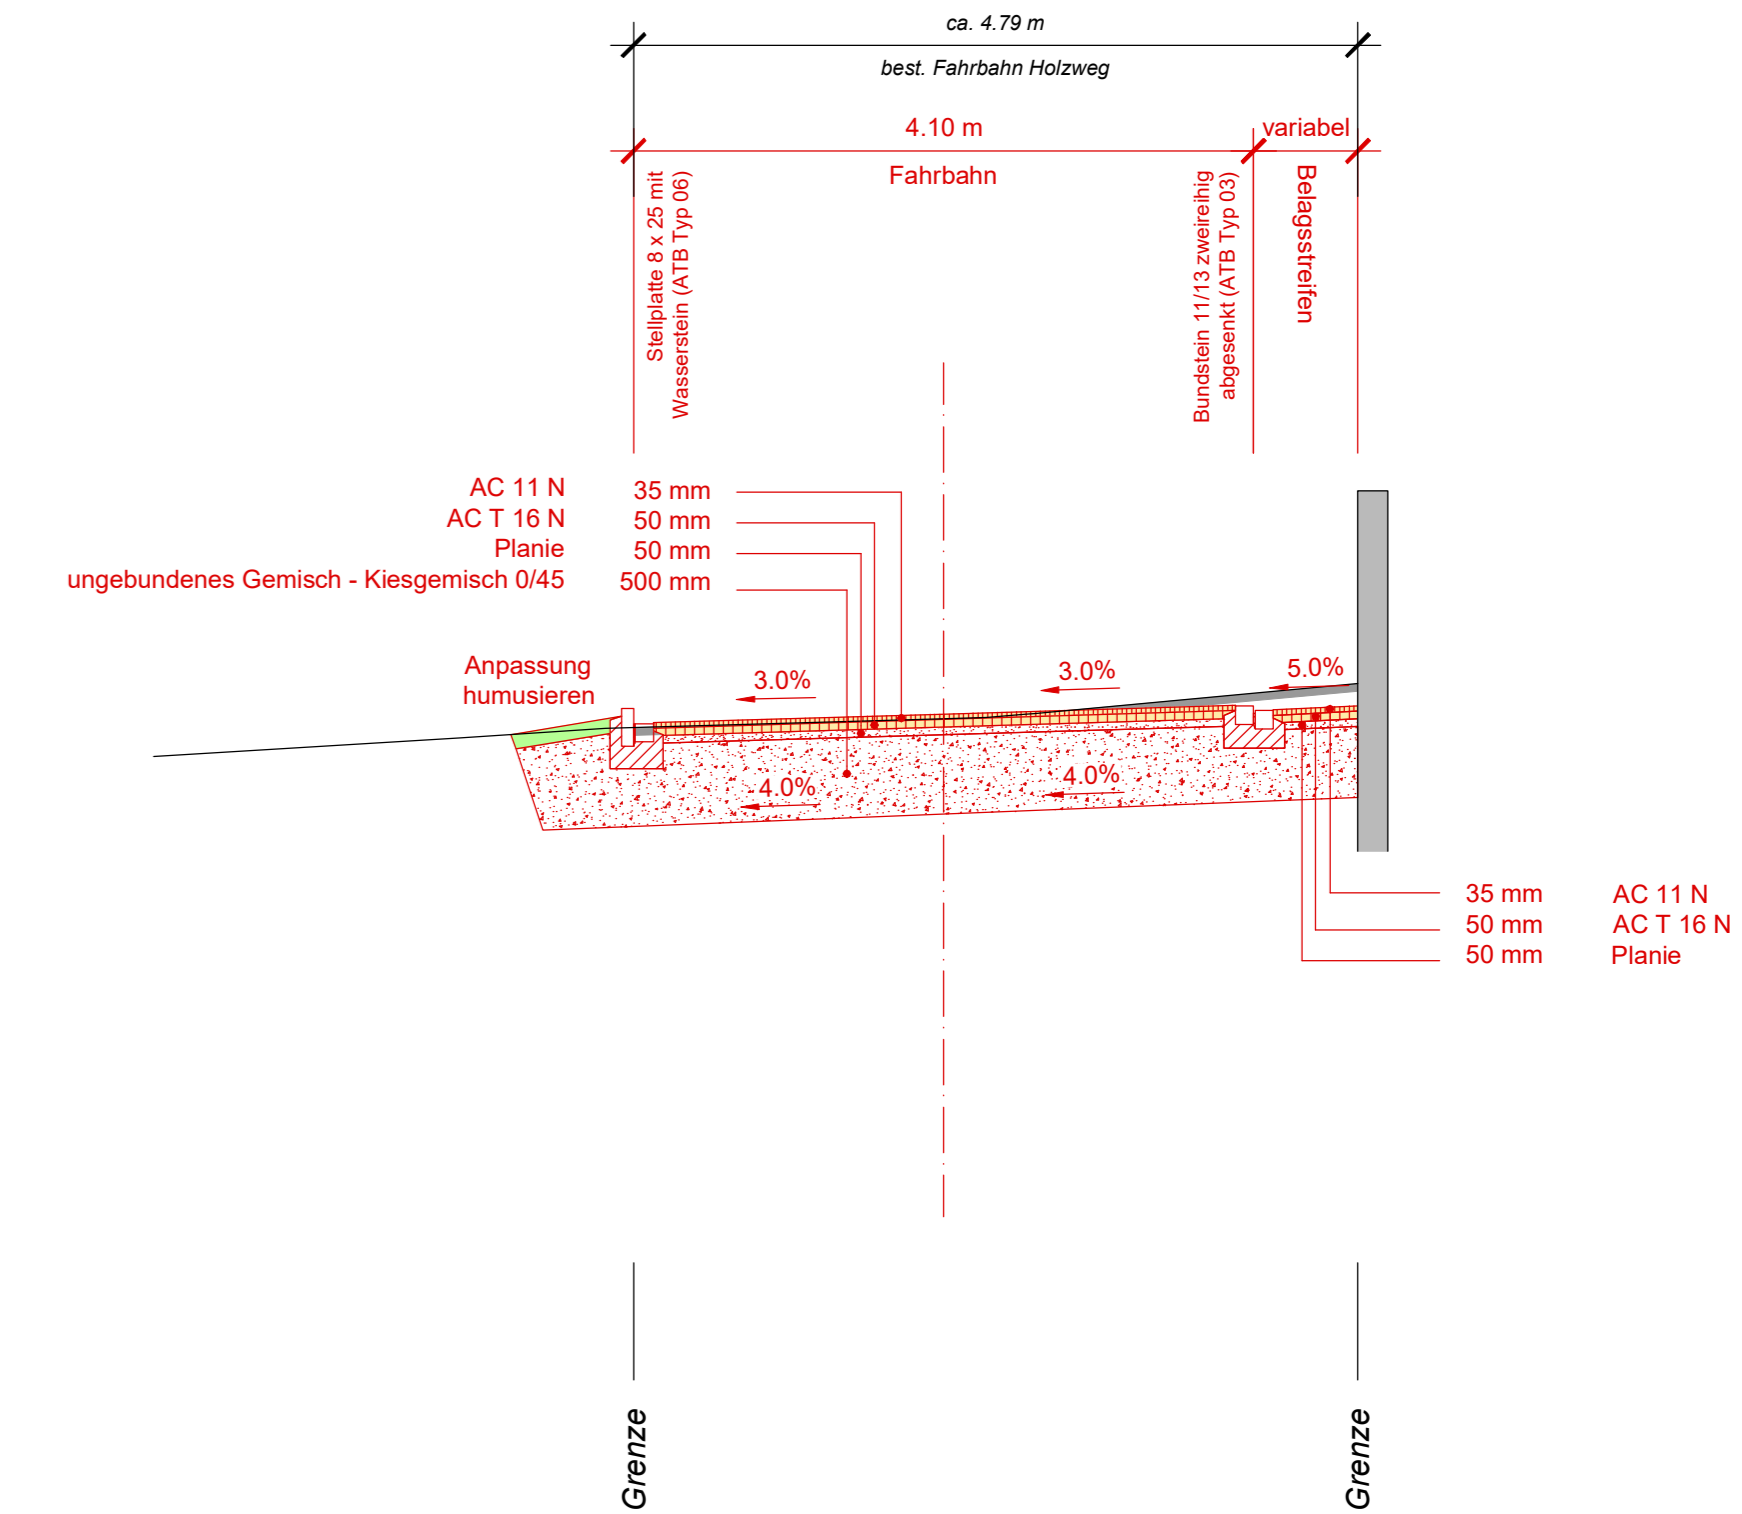 ca. 4.79 m
best. Fahrbahn Holzweg
4.10 m
variabel
Fahrbahn
Stellplatte 8 x 25 mit
Wasserstein (ATB Typ 06)
Bundstein 11/13 zweireihig
abgesenkt (ATB Typ 03)
Belagsstreifen
AC 11 N 35 mm
AC T 16 N 50 mm
Planie 50 mm
ungebundenes Gemisch - Kiesgemisch 0/45 500 mm
Anpassung
humusieren
3.0%
3.0%
5.0%
4.0%
4.0%
35 mm AC 11 N
50 mm AC T 16 N
50 mm Planie
Grenze
Grenze